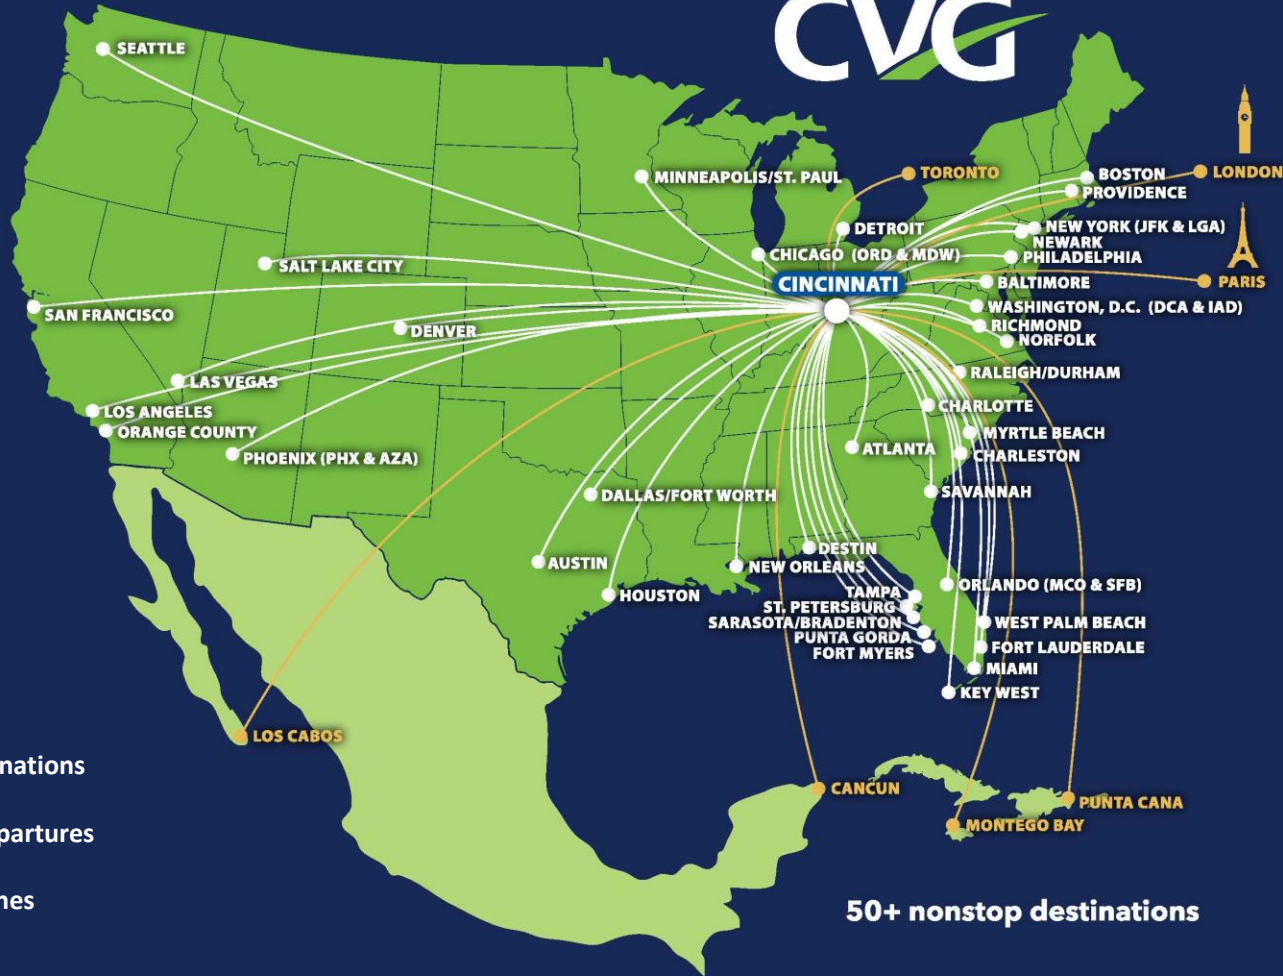 CVG
SEATTLE
MINNEAPOLIS/ST. PAUL
TORONTO
BOSTON
LONDON
PROVIDENCE
DETROIT
NEW YORK (JFK & LGA)
NEWARK
CHICAGO (ORD & MDW)
PHILADELPHIA
SALT LAKE CITY
CINCINNATI
BALTIMORE
PARIS
SAN FRANCISCO
WASHINGTON, D.C. (DCA & IAD)
DENVER
RICHMOND
NORFOLK
LAS VEGAS
RALEIGH/DURHAM
LOS ANGELES
CHARLOTTE
ORANGE COUNTY
MYRTLE BEACH
PHOENIX (PHX & AZA)
ATLANTA
CHARLESTON
DALLAS/FORT WORTH
SAVANNAH
DESTIN
AUSTIN
NEW ORLEANS
HOUSTON
ORLANDO (MCO & SFB)
TAMPA
ST. PETERSBURG
SARASOTA/BRADENTON
WEST PALM BEACH
PUNTA GORDA
FORT MYERS
FORT LAUDERDALE
MIAMI
KEY WEST
LOS CABOS
nations
CANCUN
PUNTA CANA
MONTEGO BAY
partures
nes
50+ nonstop destinations